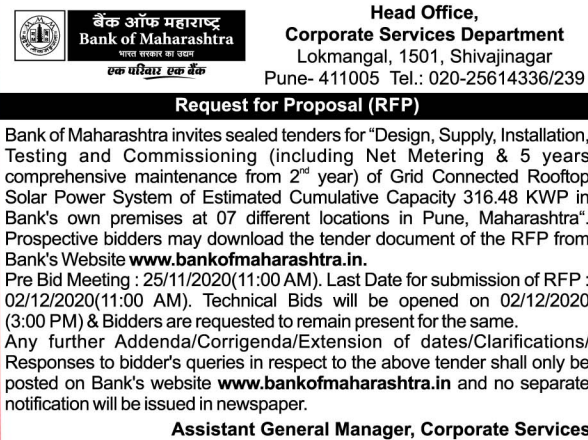 बैंक ऑफ महाराष्ट्र
Bank of Maharashtra
भारत सरकार का उद्यम
एक परिवार एक बैंक
Head Office,
Corporate Services Department
Lokmangal, 1501, Shivajinagar
Pune- 411005 Tel.: 020-25614336/239
Request for Proposal (RFP)
Bank of Maharashtra invites sealed tenders for “Design, Supply, Installation,
Testing and Commissioning (including Net Metering & 5 years
comprehensive maintenance from 2nd year) of Grid Connected Rooftop
Solar Power System of Estimated Cumulative Capacity 316.48 KWP in
Bank's own premises at 07 different locations in Pune, Maharashtra“.
Prospective bidders may download the tender document of the RFP from
Bank's Website www.bankofmaharashtra.in.
Pre Bid Meeting : 25/11/2020(11:00 AM). Last Date for submission of RFP :
02/12/2020(11:00 AM). Technical Bids will be opened on 02/12/2020
(3:00 PM) & Bidders are requested to remain present for the same.
Any further Addenda/Corrigenda/Extension of dates/Clarifications/
Responses to bidder's queries in respect to the above tender shall only be
posted on Bank's website www.bankofmaharashtra.in and no separate
notification will be issued in newspaper.
Assistant General Manager, Corporate Services